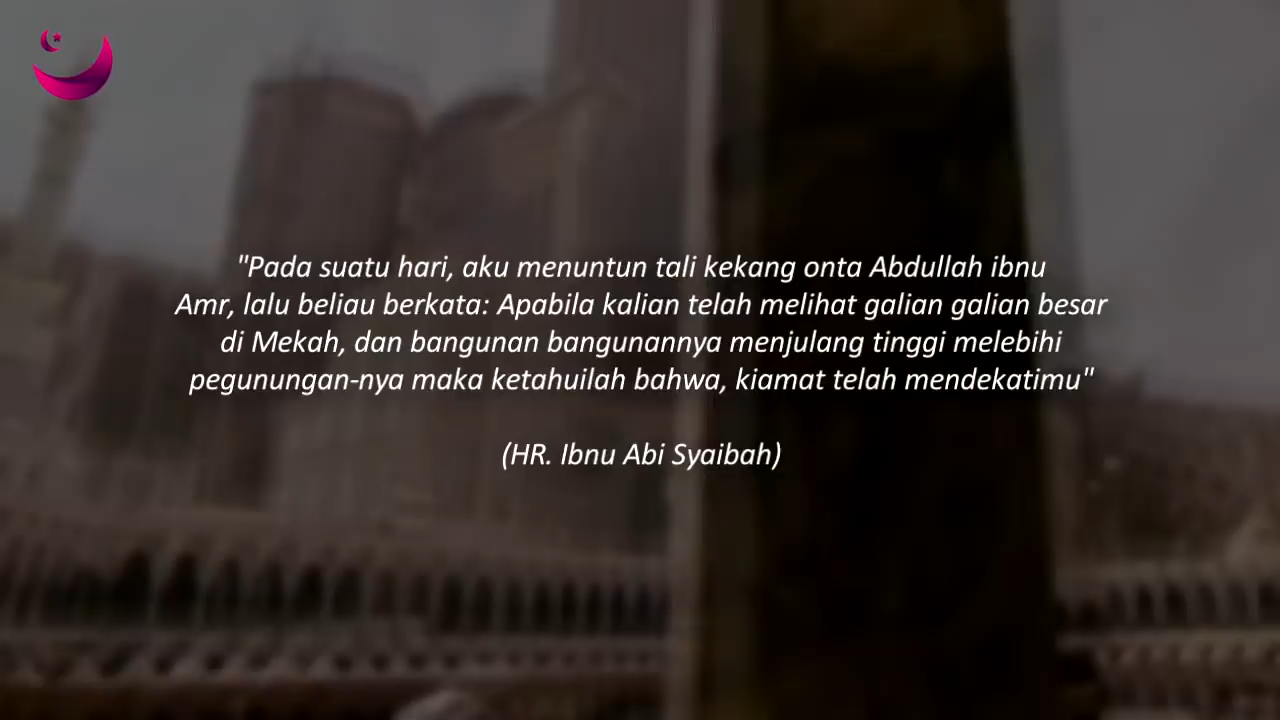 "Pada suatu hari, aku menuntun tali kekang onta Abdullah ibnu
Amr, lalu beliau berkata: Apabila kalian telah melihat galian galian besar
di Mekah, dan bangunan bangunannya menjulang tinggi melebihi
pegunungan-nya maka ketahuilah bahwa, kiamat telah mendekatimu"
(HR. Ibnu Abi Syaibah)